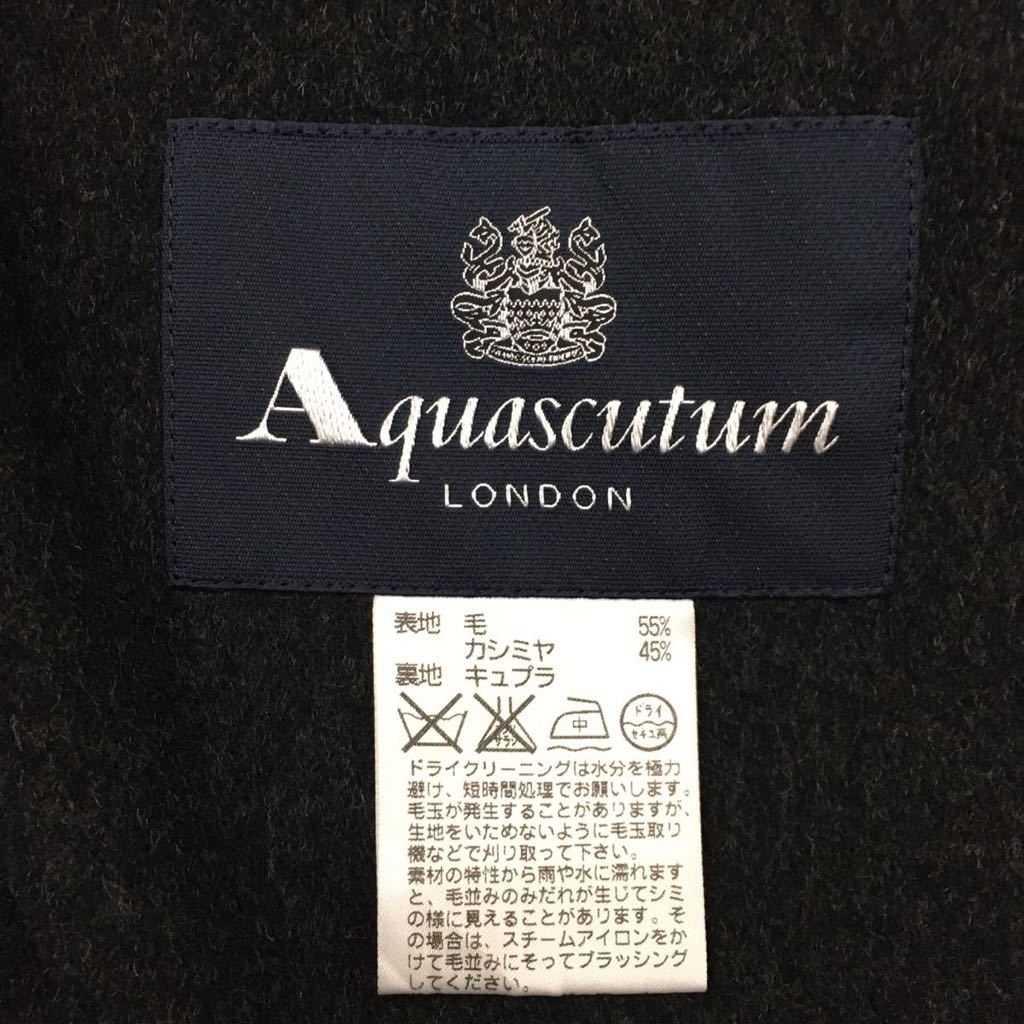 Aquascutum
LONDON
表地 毛 55%
カシミヤ 45%
裏地 キュプラ
中
ドライ
セキユ系
ドライクリーニングは水分を極力
避け、短時間処理でお願いします。
毛玉が発生することがありますが、
生地をいためないように毛玉取り
機などで刈り取って下さい。
素材の特性から雨や水に濡れます
と、毛並みのみだれが生じてシミ
の様に見えることがあります。そ
の場合は、スチームアイロンをか
けて毛並みにそってブラッシング
してください。